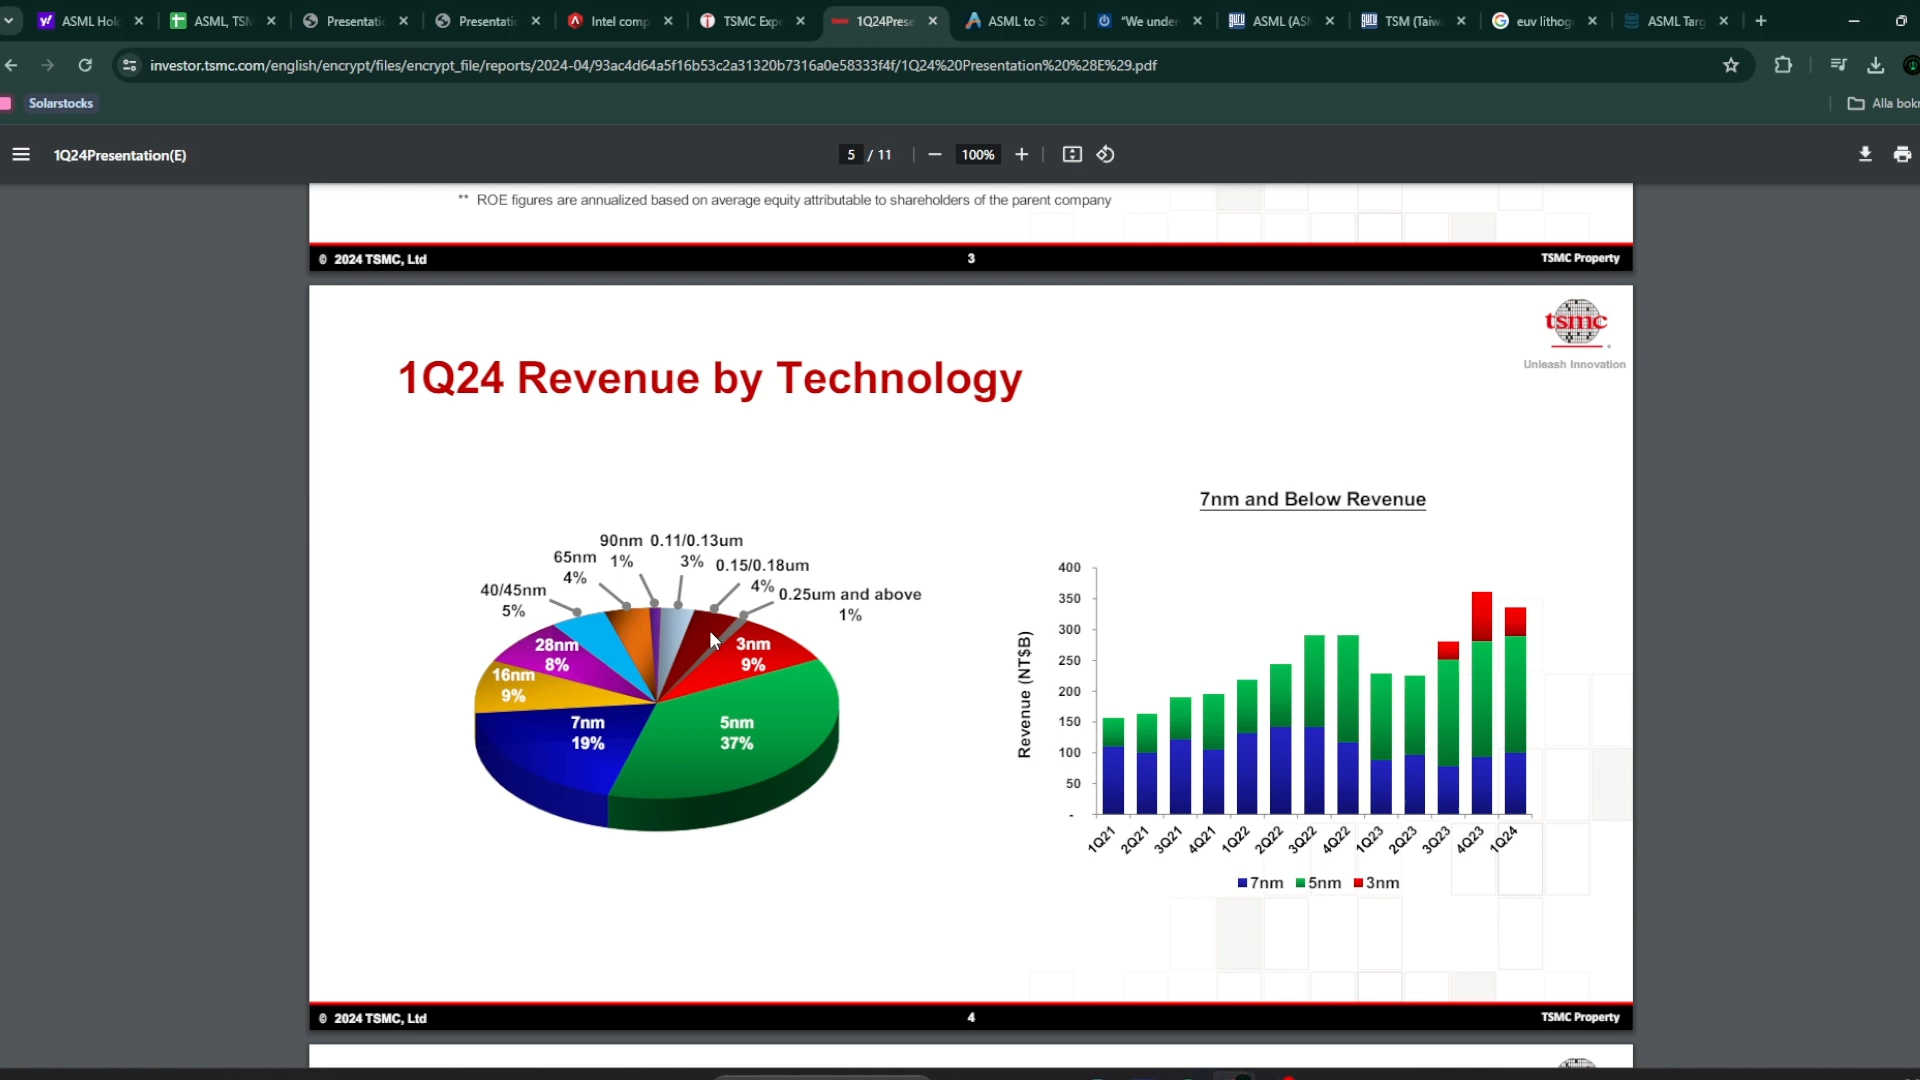 ASML Hol
ASML, TSM
Presentatio
Presentatio
Intel comp
TSMC Expe
1Q24Prese
ASML to S
"We under
ASML (ASM
TSM (Taiw
euv lithog
ASML Targ
investor.tsmc.com/english/encrypt/files/encrypt_file/reports/2024-04/93ac4d64a5f16b53c2a31320b7316a0e58333f4f/1Q24%20Presentation%20%28E%29.pdf
Solarstocks
Alla bokr
1Q24Presentation(E)
5 / 11
100%
** ROE figures are annualized based on average equity attributable to shareholders of the parent company
© 2024 TSMC, Ltd
3
TSMC Property
tsmc
Unleash Innovation
1Q24 Revenue by Technology
7nm and Below Revenue
90nm
1%
0.11/0.13um
3%
65nm
4%
0.15/0.18um
4%
40/45nm
5%
0.25um and above
1%
28nm
8%
3nm
9%
16nm
9%
7nm
19%
5nm
37%
Revenue (NT$B)
400
350
300
250
200
150
100
50
-
1Q21
2Q21
3Q21
4Q21
1Q22
2Q22
3Q22
4Q22
1Q23
2Q23
3Q23
4Q23
1Q24
7nm 5nm 3nm
© 2024 TSMC, Ltd
4
TSMC Property